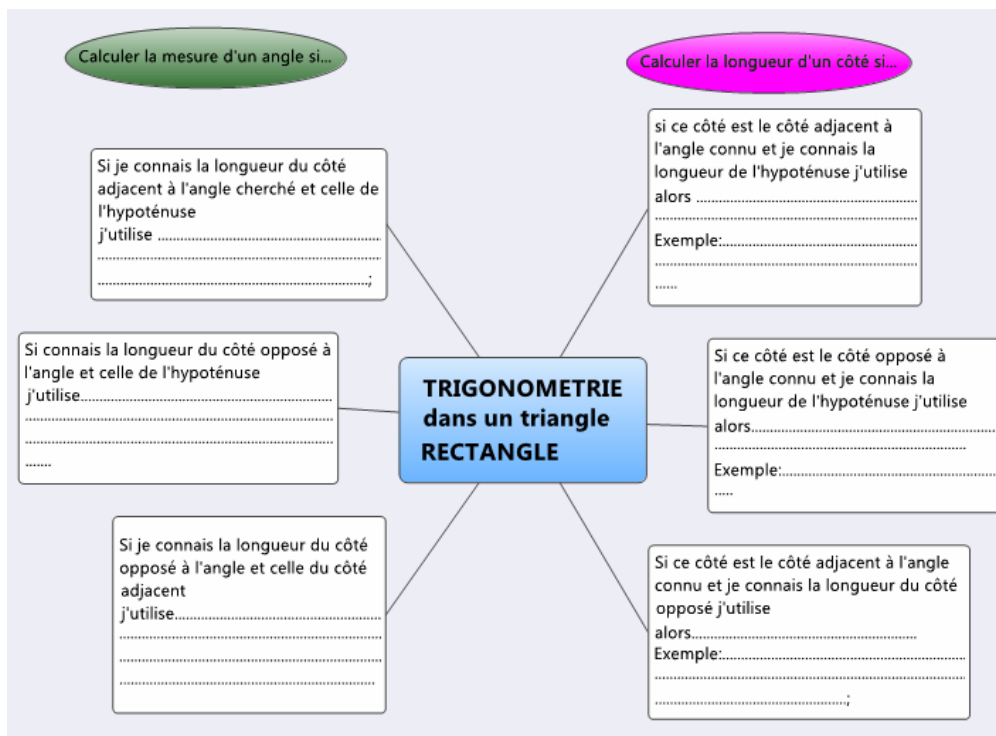 Calculer la mesure d'un angle si...
Calculer la longueur d'un côté si...
Si je connais la longueur du côté
adjacent à l'angle cherché et celle de
l'hypoténuse
j'utilise ......................................................
......................................................................
..................................................................;
si ce côté est le côté adjacent à
l'angle connu et je connais la
longueur de l'hypoténuse j'utilise
alors ......................................................
................................................................
Exemple:................................................
................................................................
......
Si connais la longueur du côté opposé à
l'angle et celle de l'hypoténuse
j'utilise..............................................................
............................................................................
............................................................................
.......
TRIGONOMETRIE
dans un triangle
RECTANGLE
Si ce côté est le côté opposé à
l'angle connu et je connais la
longueur de l'hypoténuse j'utilise
alors............................................................
..............................................................
Exemple:....................................................
.....
Si je connais la longueur du côté
opposé à l'angle et celle du côté
adjacent
j'utilise...................................................
................................................................
................................................................
..............................................................
Si ce côté est le côté adjacent à l'angle
connu et je connais la longueur du côté
opposé j'utilise
alors.......................................................
Exemple:............................................................
............................................................................
...............................................;